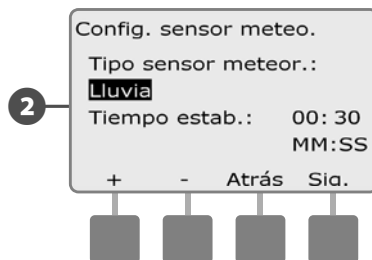 Config. sensor meteo.
Tipo sensor meteor.:
Lluvia
2
Tiempo estab.: 00:30
MM:SS
+ - Atrás Sig.